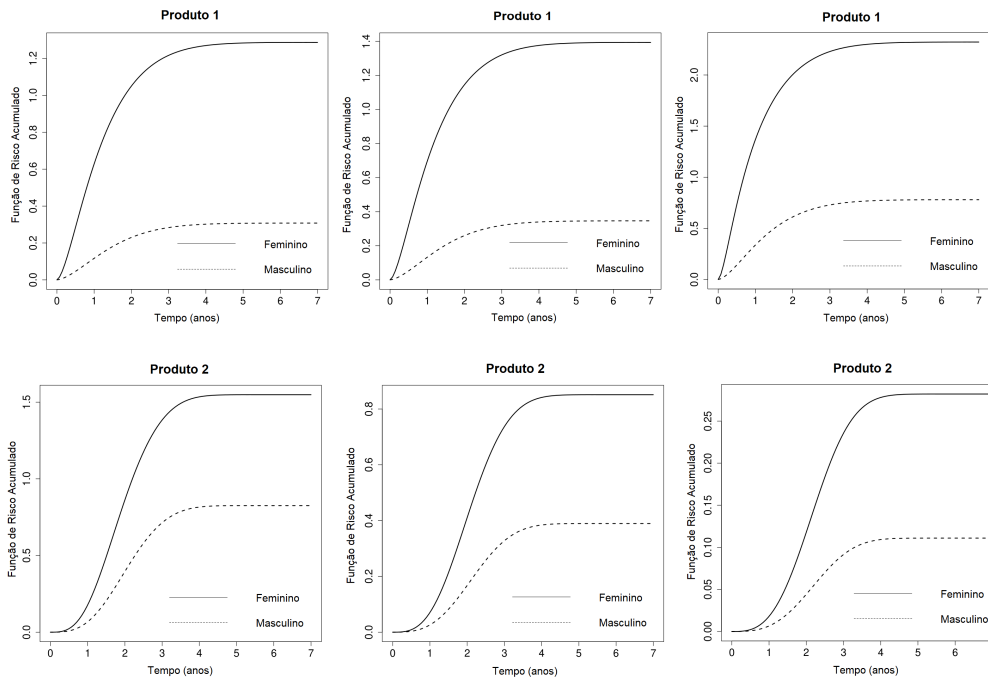 Produto 1
Função de Risco Acumulado
0.0 0.2 0.4 0.6 0.8 1.0 1.2
Feminino
Masculino
0 1 2 3 4 5 6 7
Tempo (anos)
Produto 1
Função de Risco Acumulado
0.0 0.2 0.4 0.6 0.8 1.0 1.2 1.4
Feminino
Masculino
0 1 2 3 4 5 6 7
Tempo (anos)
Produto 1
Função de Risco Acumulado
0.0 0.5 1.0 1.5 2.0
Feminino
Masculino
0 1 2 3 4 5 6 7
Tempo (anos)
Produto 2
Função de Risco Acumulado
0.0 0.5 1.0 1.5
Feminino
Masculino
0 1 2 3 4 5 6 7
Tempo (anos)
Produto 2
Função de Risco Acumulado
0.0 0.2 0.4 0.6 0.8
Feminino
Masculino
0 1 2 3 4 5 6 7
Tempo (anos)
Produto 2
Função de Risco Acumulado
0.00 0.05 0.10 0.15 0.20 0.25
Feminino
Masculino
0 1 2 3 4 5 6
Tempo (anos)